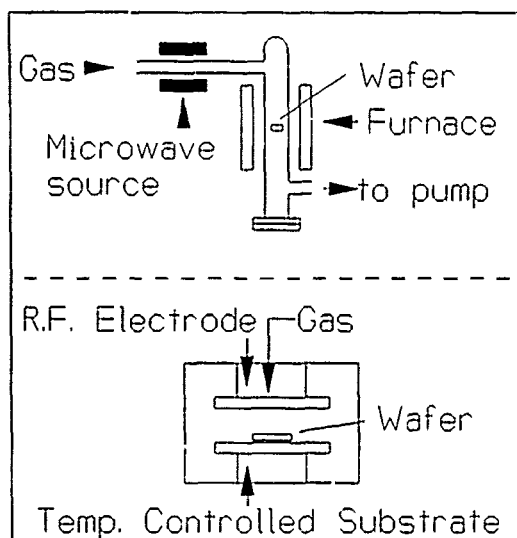 Gas
Wafer
Furnace
Microwave
source
to pump
R.F. Electrode
Gas
Wafer
Temp. Controlled Substrate